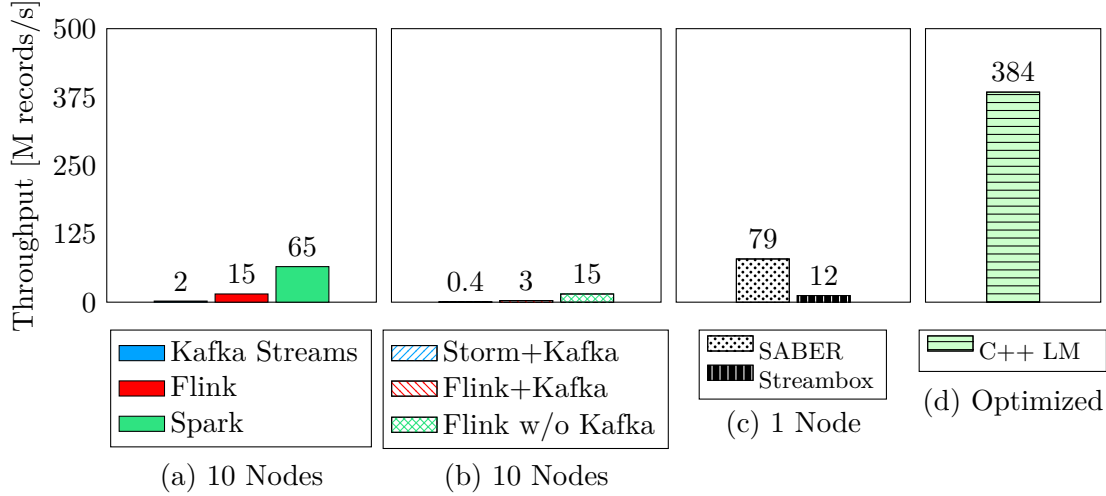 Throughput [M records/s]
500
375
250
125
0
2
15
65
Kafka Streams
Flink
Spark
(a) 10 Nodes
0.4
3
15
Storm+Kafka
Flink+Kafka
Flink w/o Kafka
(b) 10 Nodes
79
12
SABER
Streambox
(c) 1 Node
384
C++ LM
(d) Optimized